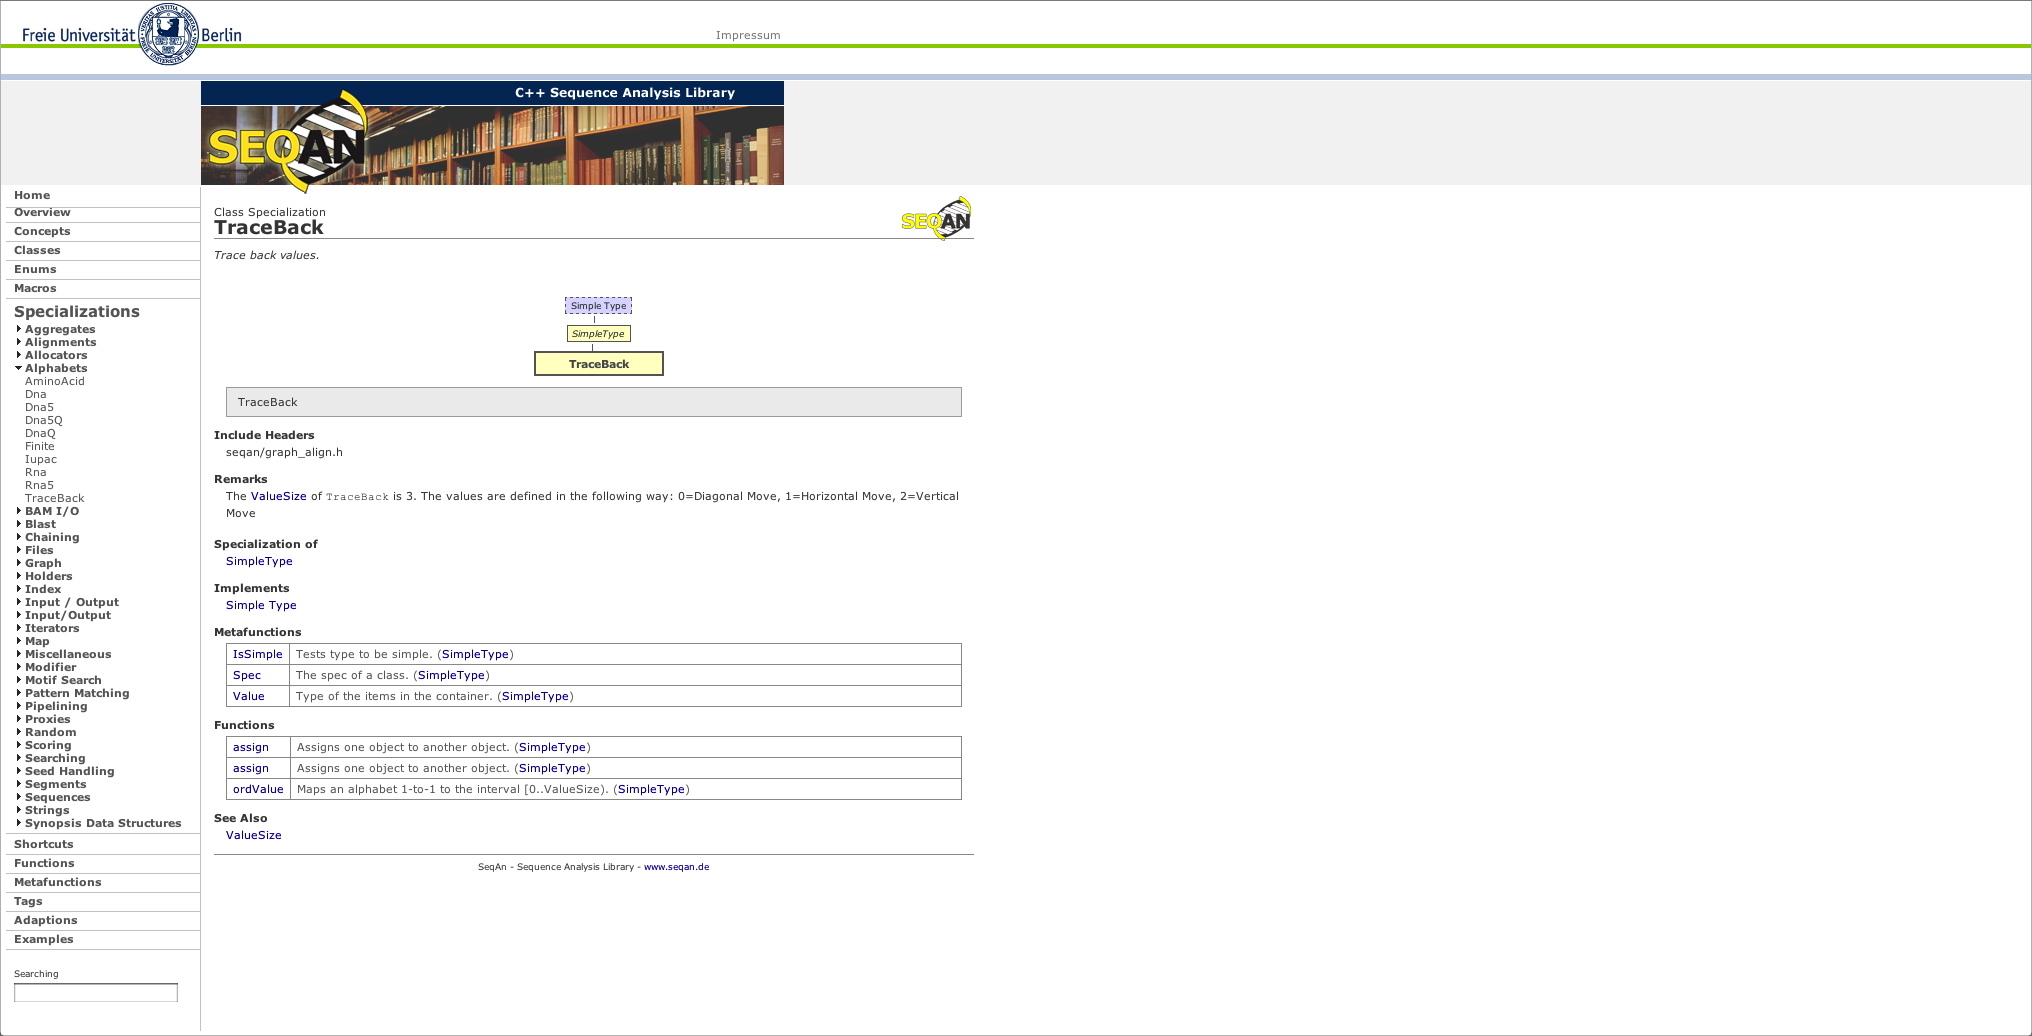 Freie Universität Berlin
Impressum
C++ Sequence Analysis Library
SEQAN
Home
Overview
Concepts
Classes
Enums
Macros
Specializations
Aggregates
Alignments
Allocators
Alphabets
AminoAcid
Dna
Dna5
Dna5Q
DnaQ
Finite
Iupac
Rna
Rna5
TraceBack
BAM I/O
Blast
Chaining
Files
Graph
Holders
Index
Input / Output
Input/Output
Iterators
Map
Miscellaneous
Modifier
Motif Search
Pattern Matching
Pipelining
Proxies
Random
Scoring
Searching
Seed Handling
Segments
Sequences
Strings
Synopsis Data Structures
Shortcuts
Functions
Metafunctions
Tags
Adaptions
Examples
Searching
Class Specialization
TraceBack
SEQAN
Trace back values.
Simple Type
SimpleType
TraceBack
TraceBack
Include Headers
seqan/graph_align.h
Remarks
The ValueSize of TraceBack is 3. The values are defined in the following way: 0=Diagonal Move, 1=Horizontal Move, 2=Vertical
Move
Specialization of
SimpleType
Implements
Simple Type
Metafunctions
IsSimple Tests type to be simple. (SimpleType)
Spec The spec of a class. (SimpleType)
Value Type of the items in the container. (SimpleType)
Functions
assign Assigns one object to another object. (SimpleType)
assign Assigns one object to another object. (SimpleType)
ordValue Maps an alphabet 1-to-1 to the interval [0..ValueSize). (SimpleType)
See Also
ValueSize
SeqAn - Sequence Analysis Library - www.seqan.de